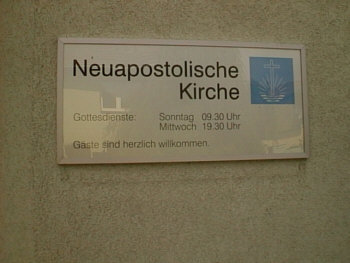 Neuapostolische
Kirche
Gottesdienste: Sonntag 09.30 Uhr
Mittwoch 19.30 Uhr
Gäste sind herzlich willkommen.